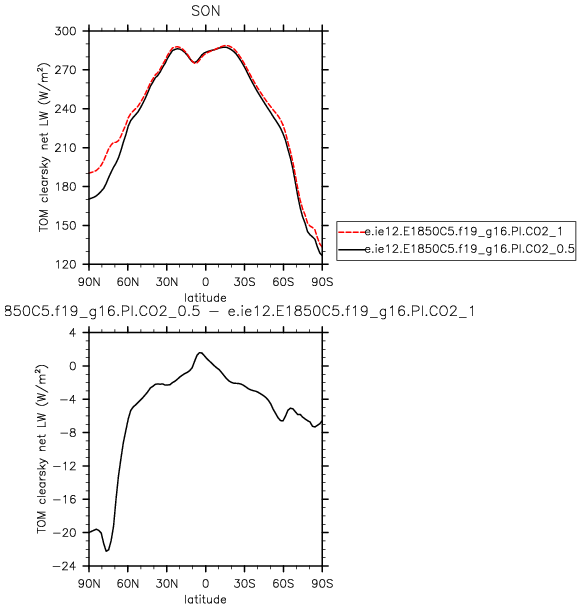 SON
TOM clearsky net LW (W/m²)
300
270
240
210
180
150
120
90N 60N 30N 0 30S 60S 90S
latitude
e.ie12.E1850C5.f19_g16.PI.CO2_1
e.ie12.E1850C5.f19_g16.PI.CO2_0.5
850C5.f19_g16.PI.CO2_0.5 − e.ie12.E1850C5.f19_g16.PI.CO2_1
TOM clearsky net LW (W/m²)
4
0
−4
−8
−12
−16
−20
−24
90N 60N 30N 0 30S 60S 90S
latitude